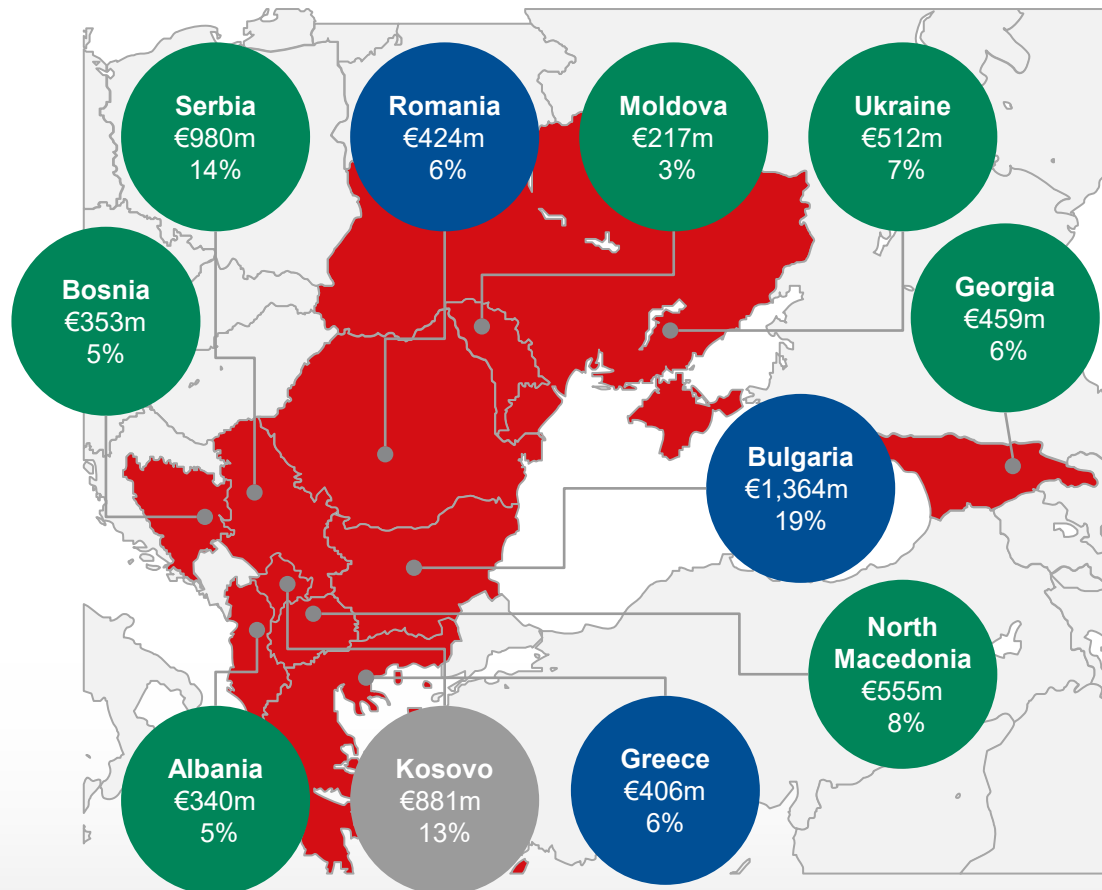 Serbia
€980m
14%
Romania
€424m
6%
Moldova
€217m
3%
Ukraine
€512m
7%
Bosnia
€353m
5%
Georgia
€459m
6%
Bulgaria
€1,364m
19%
North
Macedonia
€555m
8%
Albania
€340m
5%
Kosovo
€881m
13%
Greece
€406m
6%